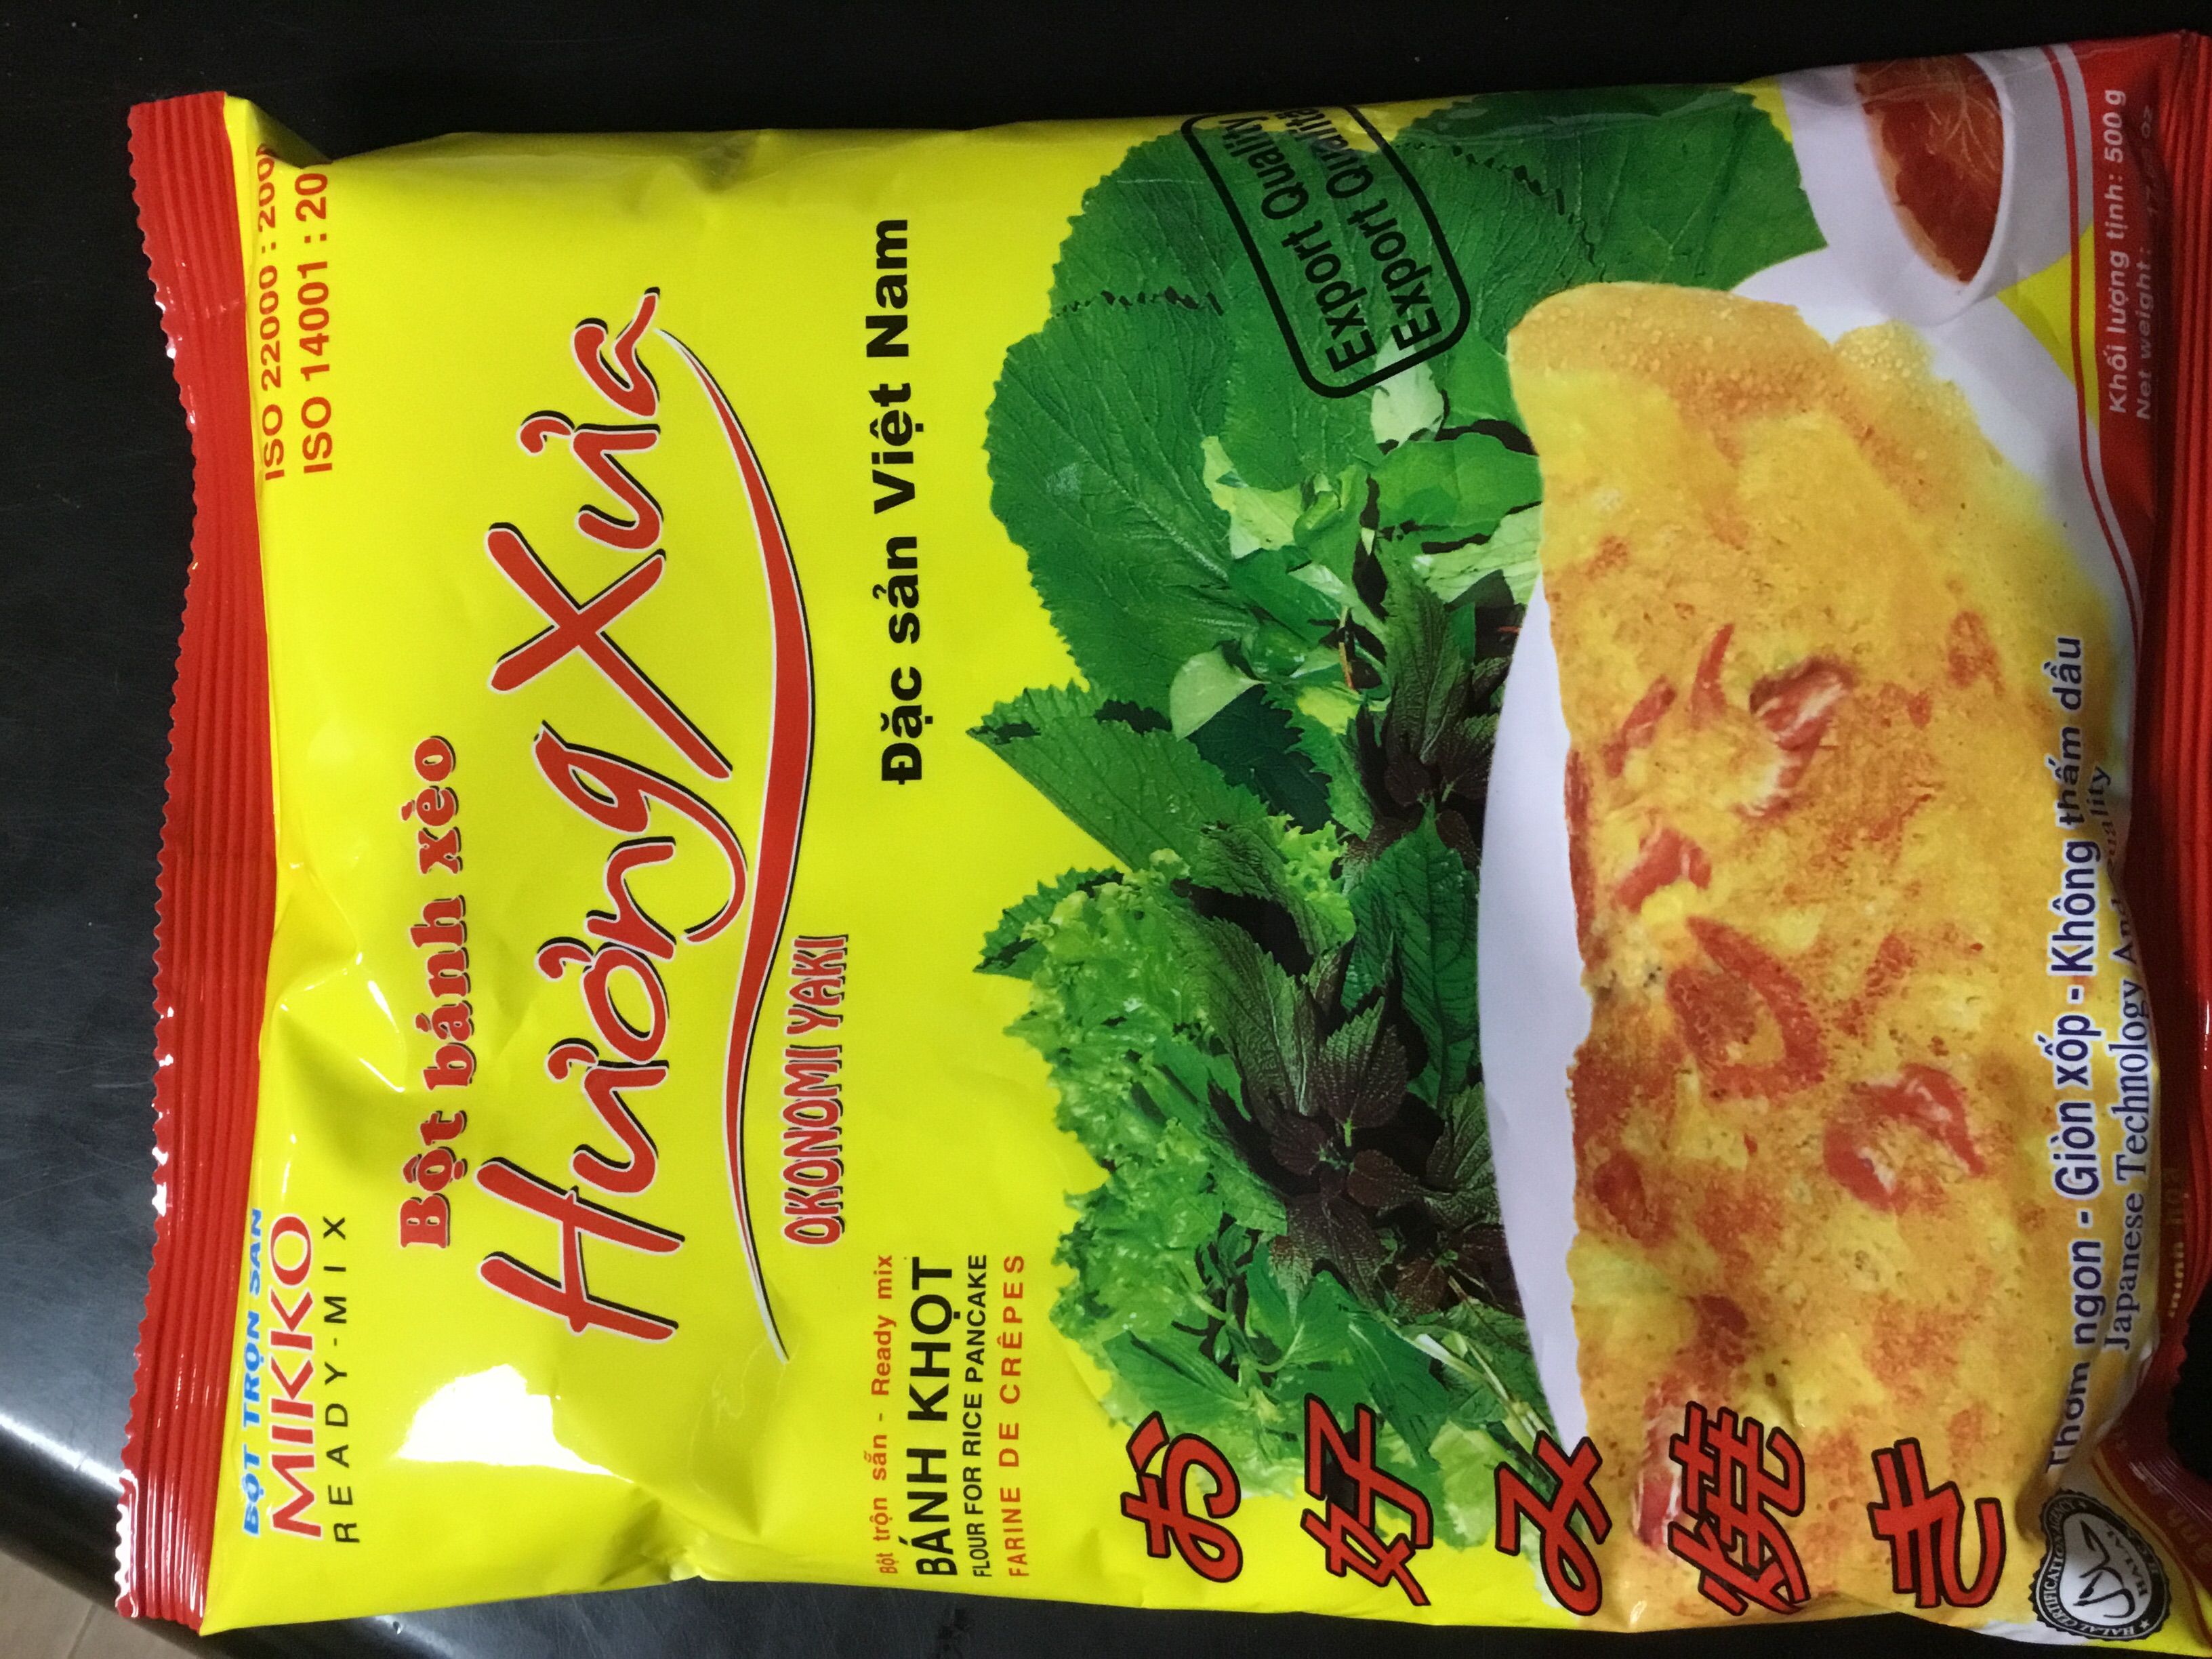 BỘT TRỘN SẴN
MIKKO
READY-MIX
ISO 22000 :
ISO 14001 :
Bột bánh xèo
Hương Xưa
OKONOMI YAKI
Đặc sản Việt Nam
Bột trộn sẵn - Ready mix
BÁNH KHỌT
FLOUR FOR RICE PANCAKE
FARINE DE CRÊPES
Export Quality
Export
お好み焼き
Thơm ngon - Giòn xốp - Không thấm dầu
Japanese Technology And
Khối lượng tịnh: 500 g
Net weight: oz
HALAL